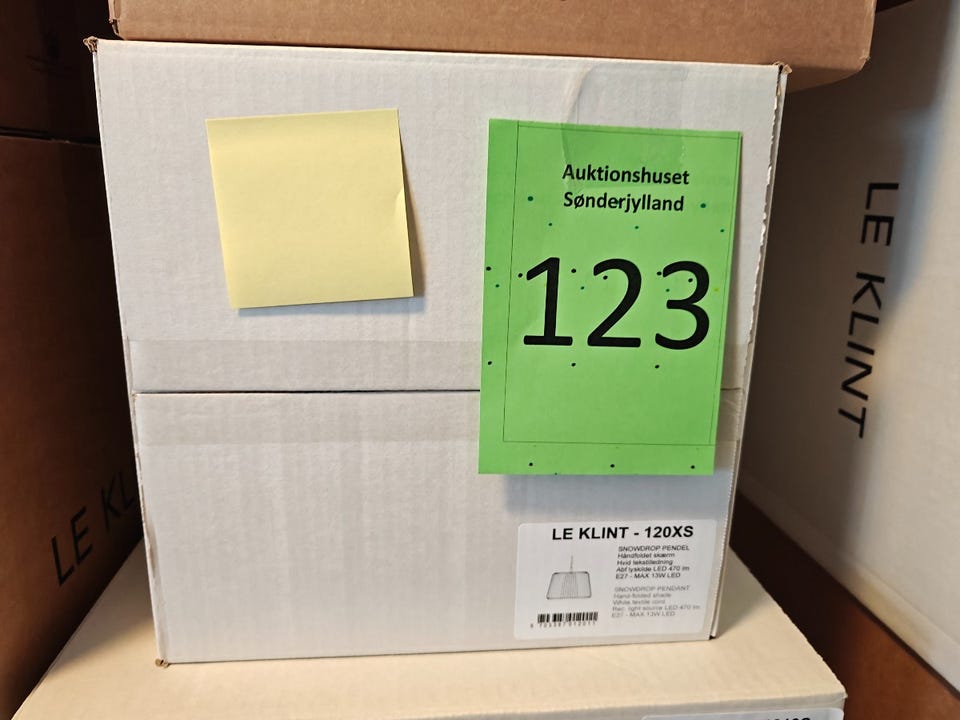 Auktionshuset
Sønderjylland
123
LE KLINT
LE KL
LE KLINT - 120XS
SNOWDROP PENDEL
Håndfoldet skærm
Hvid tekstilledning
Abf lyskilde LED 470 lm
E27 - MAX 13W LED
SNOWDROP PENDANT
Hand-folded shade
White textile cord
Rec. light source LED 470 lm
E27 - MAX 13W LED